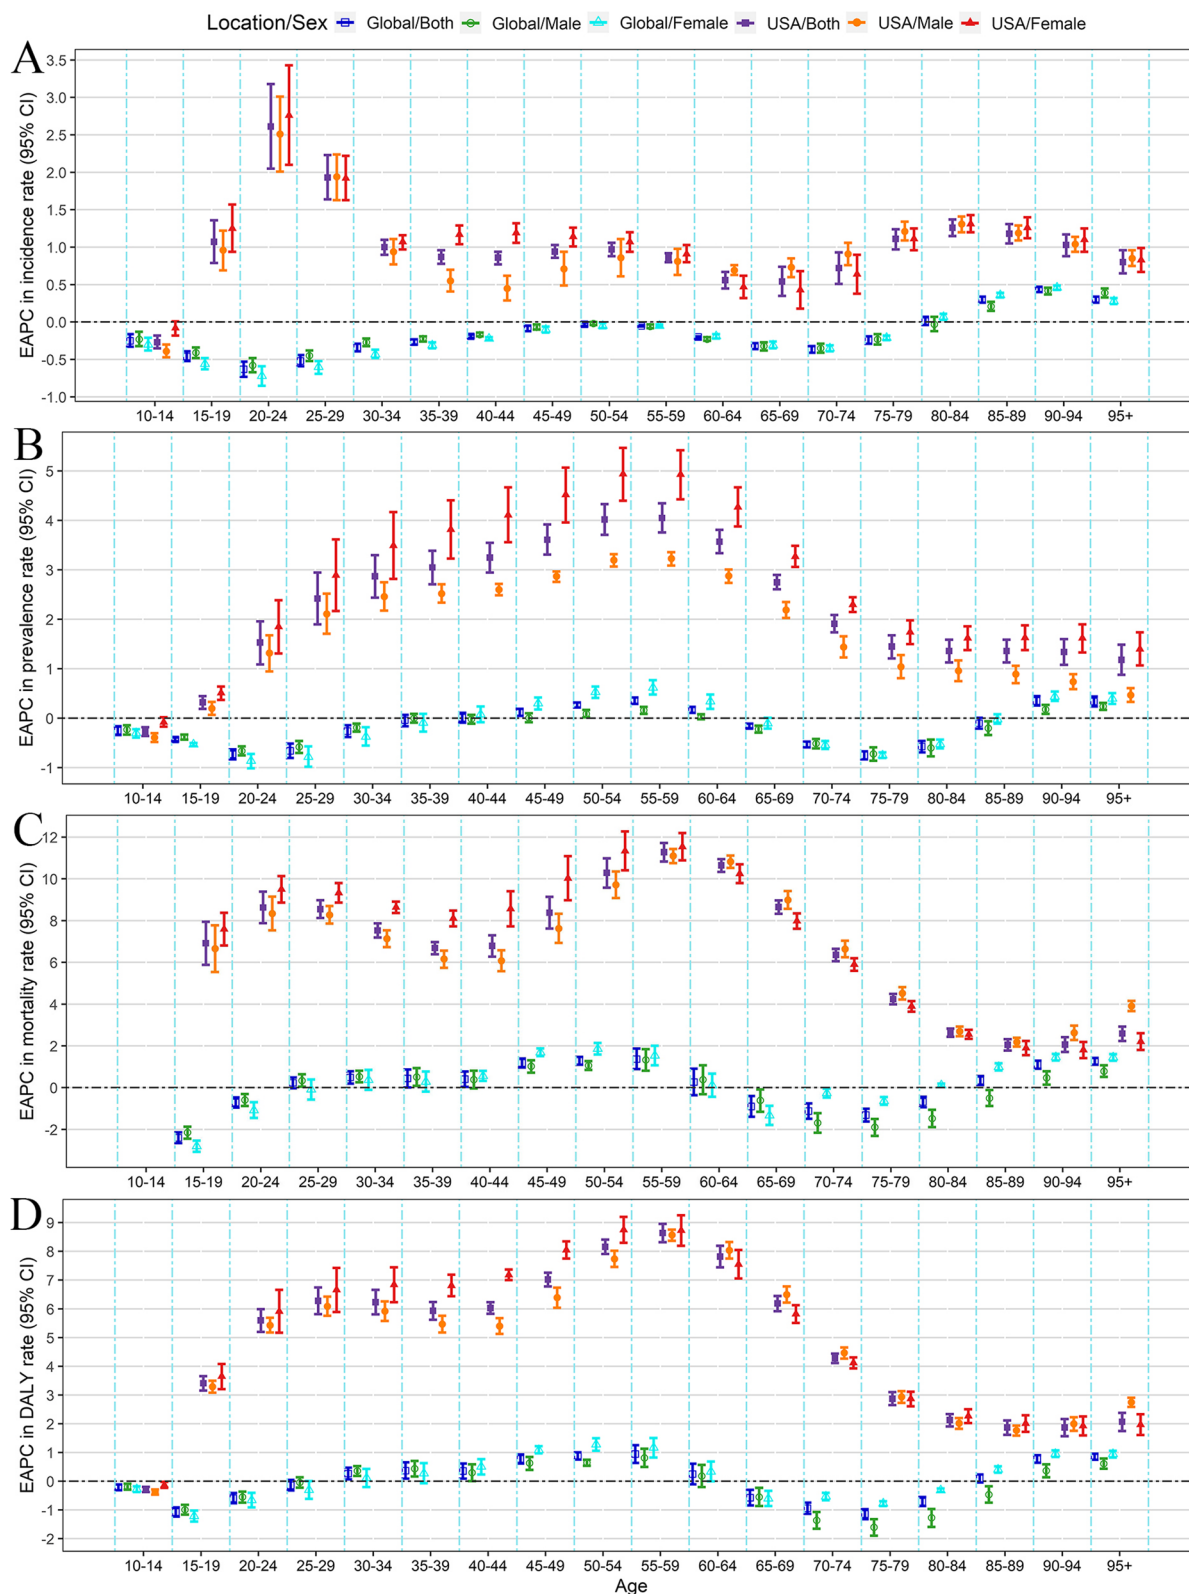 Location/Sex Global/Both Global/Male Global/Female USA/Both USA/Male USA/Female
A
EAPC in incidence rate (95% CI)
3.5
3.0
2.5
2.0
1.5
1.0
0.5
0.0
-0.5
-1.0
10-14 15-19 20-24 25-29 30-34 35-39 40-44 45-49 50-54 55-59 60-64 65-69 70-74 75-79 80-84 85-89 90-94 95+
B
EAPC in prevalence rate (95% CI)
5
4
3
2
1
0
-1
10-14 15-19 20-24 25-29 30-34 35-39 40-44 45-49 50-54 55-59 60-64 65-69 70-74 75-79 80-84 85-89 90-94 95+
C
EAPC in mortality rate (95% CI)
12
10
8
6
4
2
0
-2
10-14 15-19 20-24 25-29 30-34 35-39 40-44 45-49 50-54 55-59 60-64 65-69 70-74 75-79 80-84 85-89 90-94 95+
D
EAPC in DALY rate (95% CI)
9
8
7
6
5
4
3
2
1
0
-1
-2
10-14 15-19 20-24 25-29 30-34 35-39 40-44 45-49 50-54 55-59 60-64 65-69 70-74 75-79 80-84 85-89 90-94 95+
Age